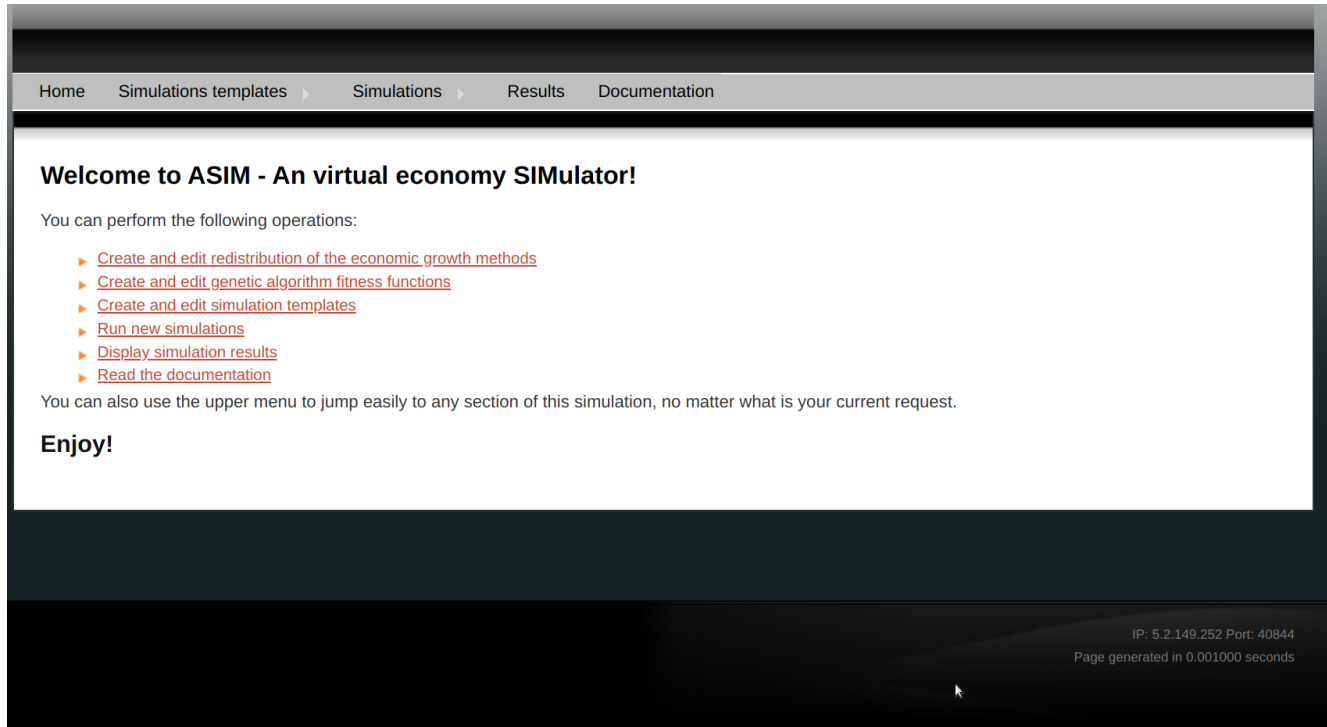 Home Simulations templates Simulations Results Documentation
Welcome to ASIM - An virtual economy SIMulator!
You can perform the following operations:
Create and edit redistribution of the economic growth methods
Create and edit genetic algorithm fitness functions
Create and edit simulation templates
Run new simulations
Display simulation results
Read the documentation
You can also use the upper menu to jump easily to any section of this simulation, no matter what is your current request.
Enjoy!
IP: 5.2.149.252 Port: 40844
Page generated in 0.001000 seconds